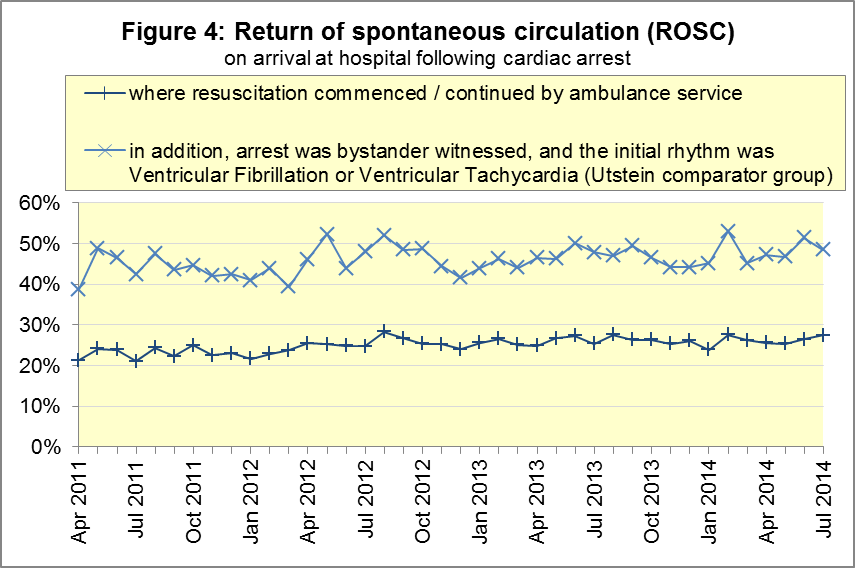 Figure 4: Return of spontaneous circulation (ROSC)
on arrival at hospital following cardiac arrest
where resuscitation commenced / continued by ambulance service
in addition, arrest was bystander witnessed, and the initial rhythm was
Ventricular Fibrillation or Ventricular Tachycardia (Utstein comparator group)
60%
50%
40%
30%
20%
10%
0%
Apr 2011
Jul 2011
Oct 2011
Jan 2012
Apr 2012
Jul 2012
Oct 2012
Jan 2013
Apr 2013
Jul 2013
Oct 2013
Jan 2014
Apr 2014
Jul 2014